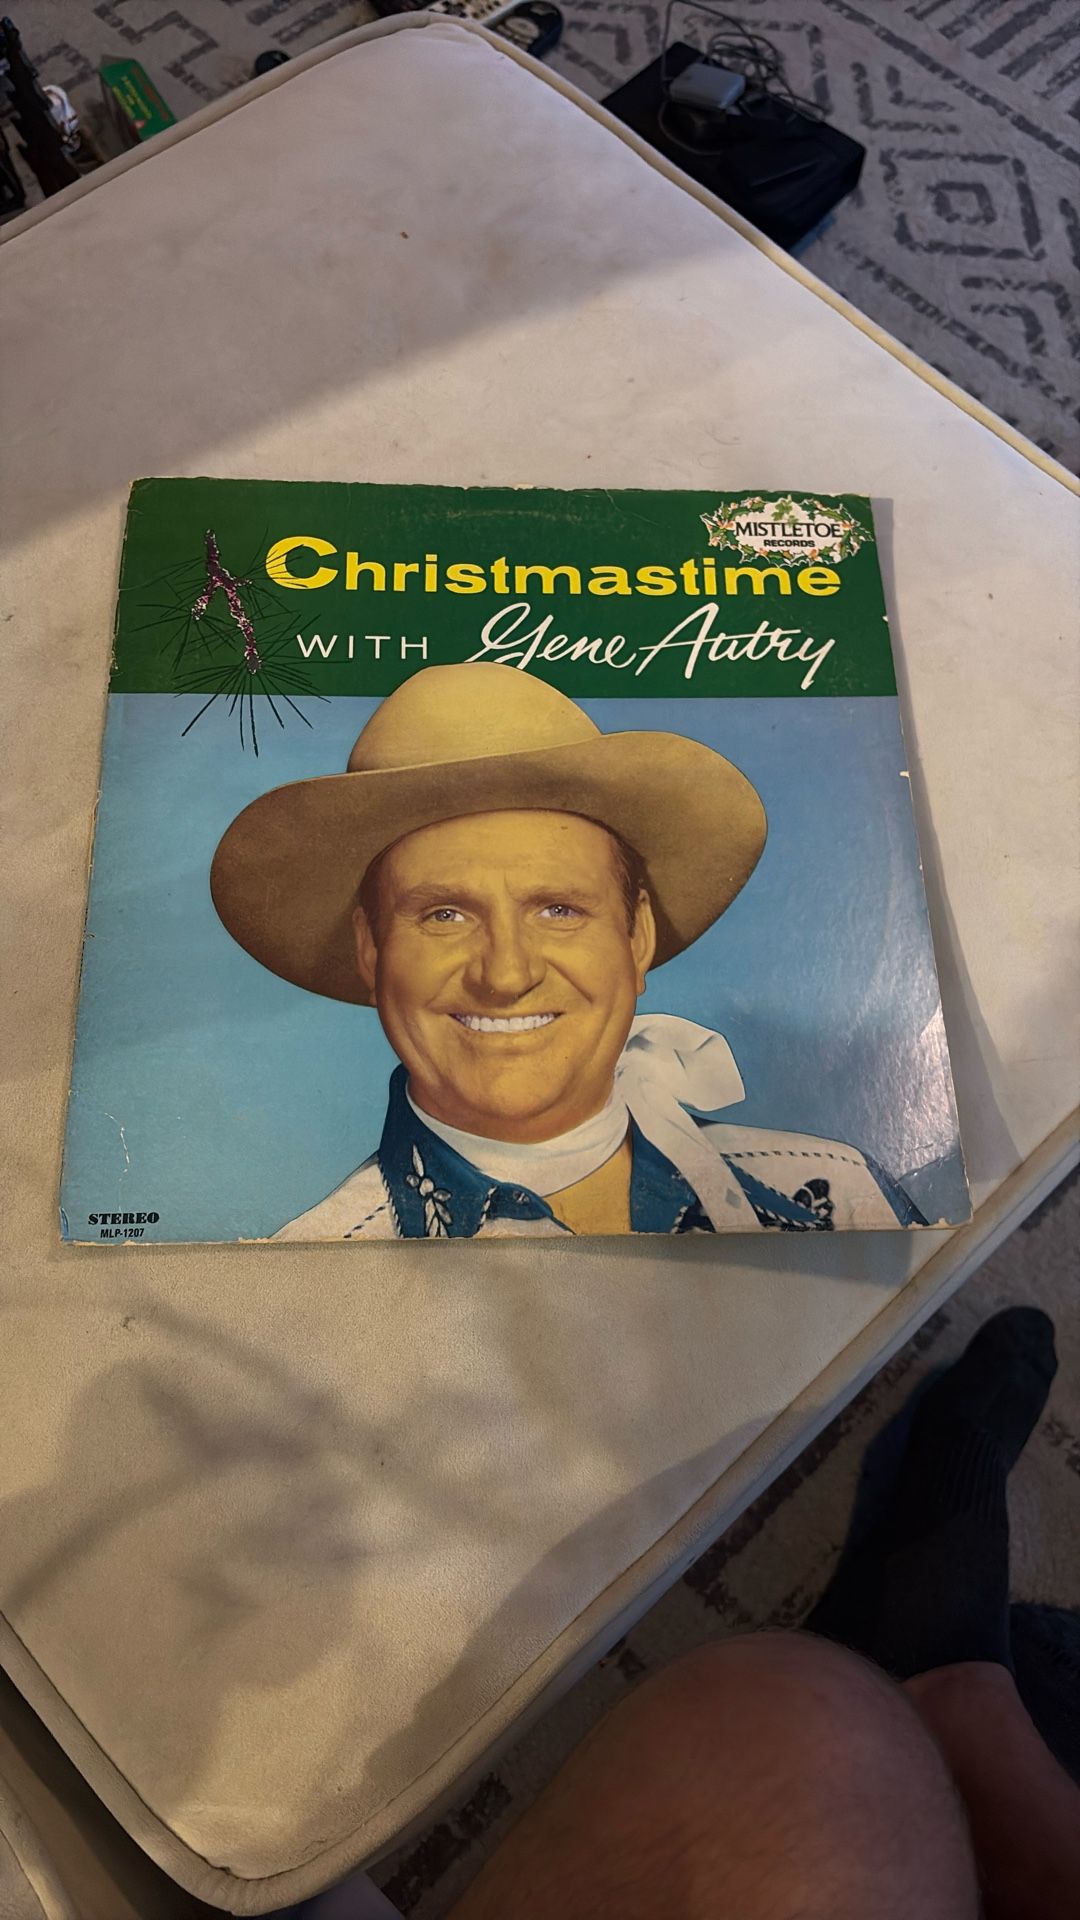 MISTLETOE
RECORDS
Christmastime
WITH Gene Autry
STEREO
MLP-1207